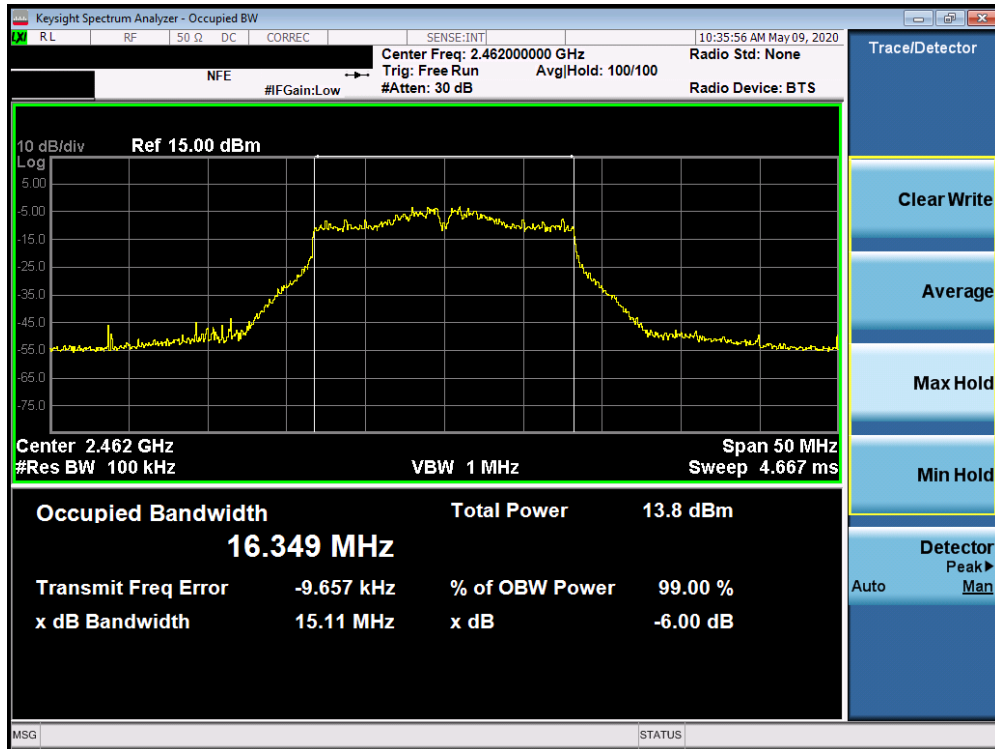 Keysight Spectrum Analyzer - Occupied BW
LXI RL RF 50 Ω DC CORREC SENSE:INT 10:35:56 AM May 09, 2020
Center Freq: 2.462000000 GHz Radio Std: None
NFE Trig: Free Run Avg|Hold: 100/100
#IFGain:Low #Atten: 30 dB Radio Device: BTS
Trace/Detector
10 dB/div Ref 15.00 dBm
Log
5.00
-5.00
-15.0
-25.0
-35.0
-45.0
-55.0
-65.0
-75.0
Center 2.462 GHz Span 50 MHz
#Res BW 100 kHz VBW 1 MHz Sweep 4.667 ms
Occupied Bandwidth Total Power 13.8 dBm
16.349 MHz
Transmit Freq Error -9.657 kHz % of OBW Power 99.00 %
x dB Bandwidth 15.11 MHz x dB -6.00 dB
Clear Write
Average
Max Hold
Min Hold
Detector
Peak▶
Auto Man
MSG STATUS